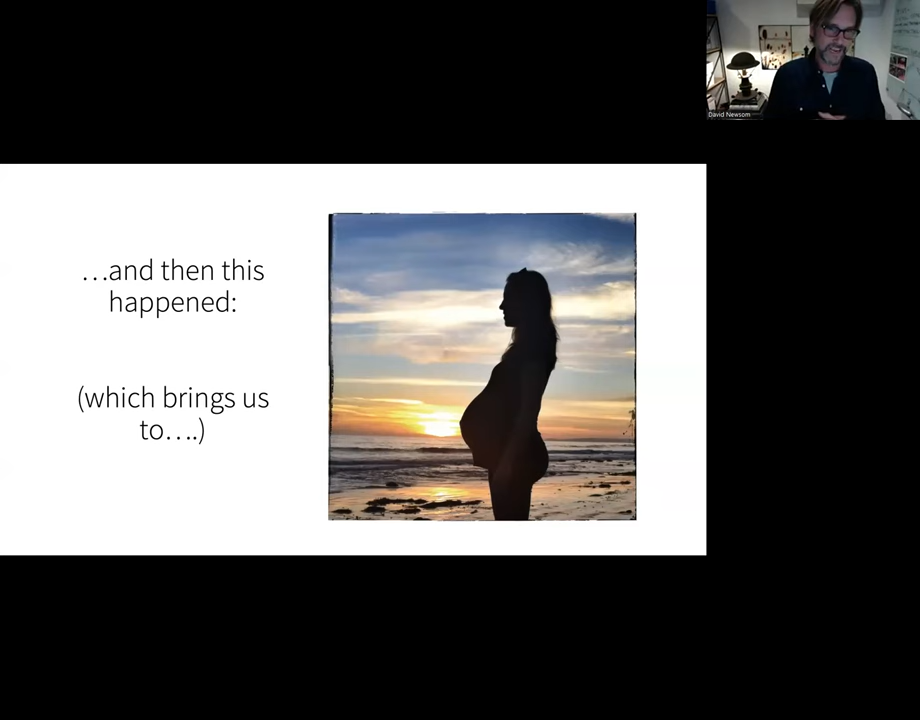 David Newsom
…and then this
happened:
(which brings us
to….)